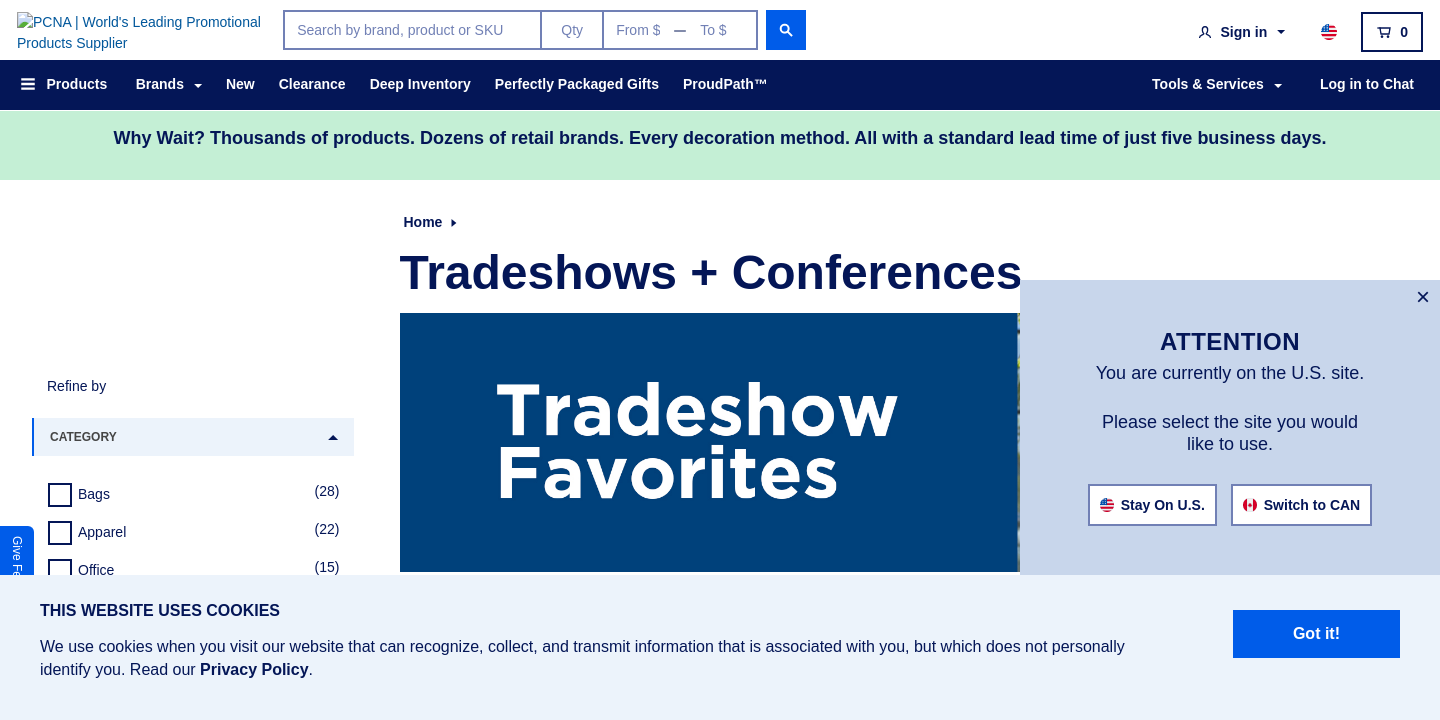 PCNA | World's Leading Promotional
Products Supplier
Search by brand, product or SKU
Qty
From $ — To $
Sign in
0
Products
Brands
New
Clearance
Deep Inventory
Perfectly Packaged Gifts
ProudPath™
Tools & Services
Log in to Chat
Why Wait? Thousands of products. Dozens of retail brands. Every decoration method. All with a standard lead time of just five business days.
Home
Tradeshows + Conferences
Tradeshow
Favorites
Refine by
CATEGORY
Bags (28)
Apparel (22)
Office (15)
Give
ATTENTION
You are currently on the U.S. site.
Please select the site you would
like to use.
Stay On U.S.
Switch to CAN
THIS WEBSITE USES COOKIES
We use cookies when you visit our website that can recognize, collect, and transmit information that is associated with you, but which does not personally
identify you. Read our Privacy Policy.
Got it!